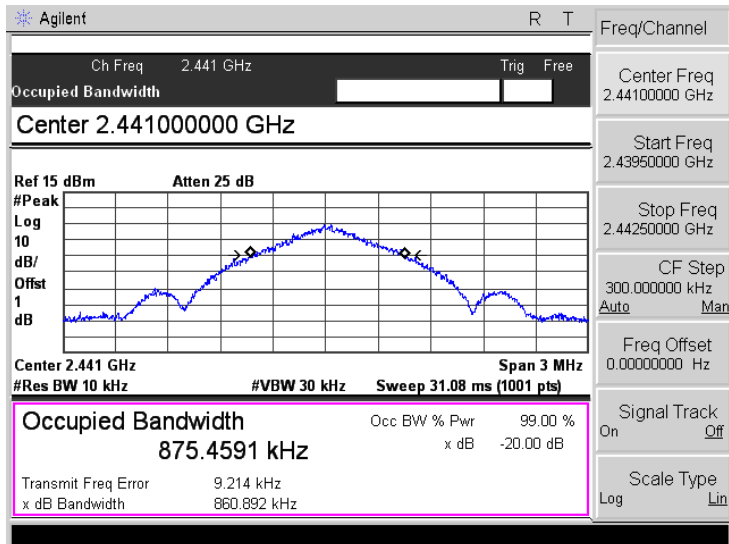 Agilent R T
Ch Freq 2.441 GHz Trig Free
Occupied Bandwidth
Center 2.441000000 GHz
Ref 15 dBm Atten 25 dB
#Peak
Log
10
dB/
Offst
1
dB
Center 2.441 GHz Span 3 MHz
#Res BW 10 kHz #VBW 30 kHz Sweep 31.08 ms (1001 pts)
Occupied Bandwidth Occ BW % Pwr 99.00 %
875.4591 kHz x dB -20.00 dB
Transmit Freq Error 9.214 kHz
x dB Bandwidth 860.892 kHz
Freq/Channel
Center Freq
2.44100000 GHz
Start Freq
2.43950000 GHz
Stop Freq
2.44250000 GHz
CF Step
300.000000 kHz
Auto Man
Freq Offset
0.00000000 Hz
Signal Track
On Off
Scale Type
Log Lin